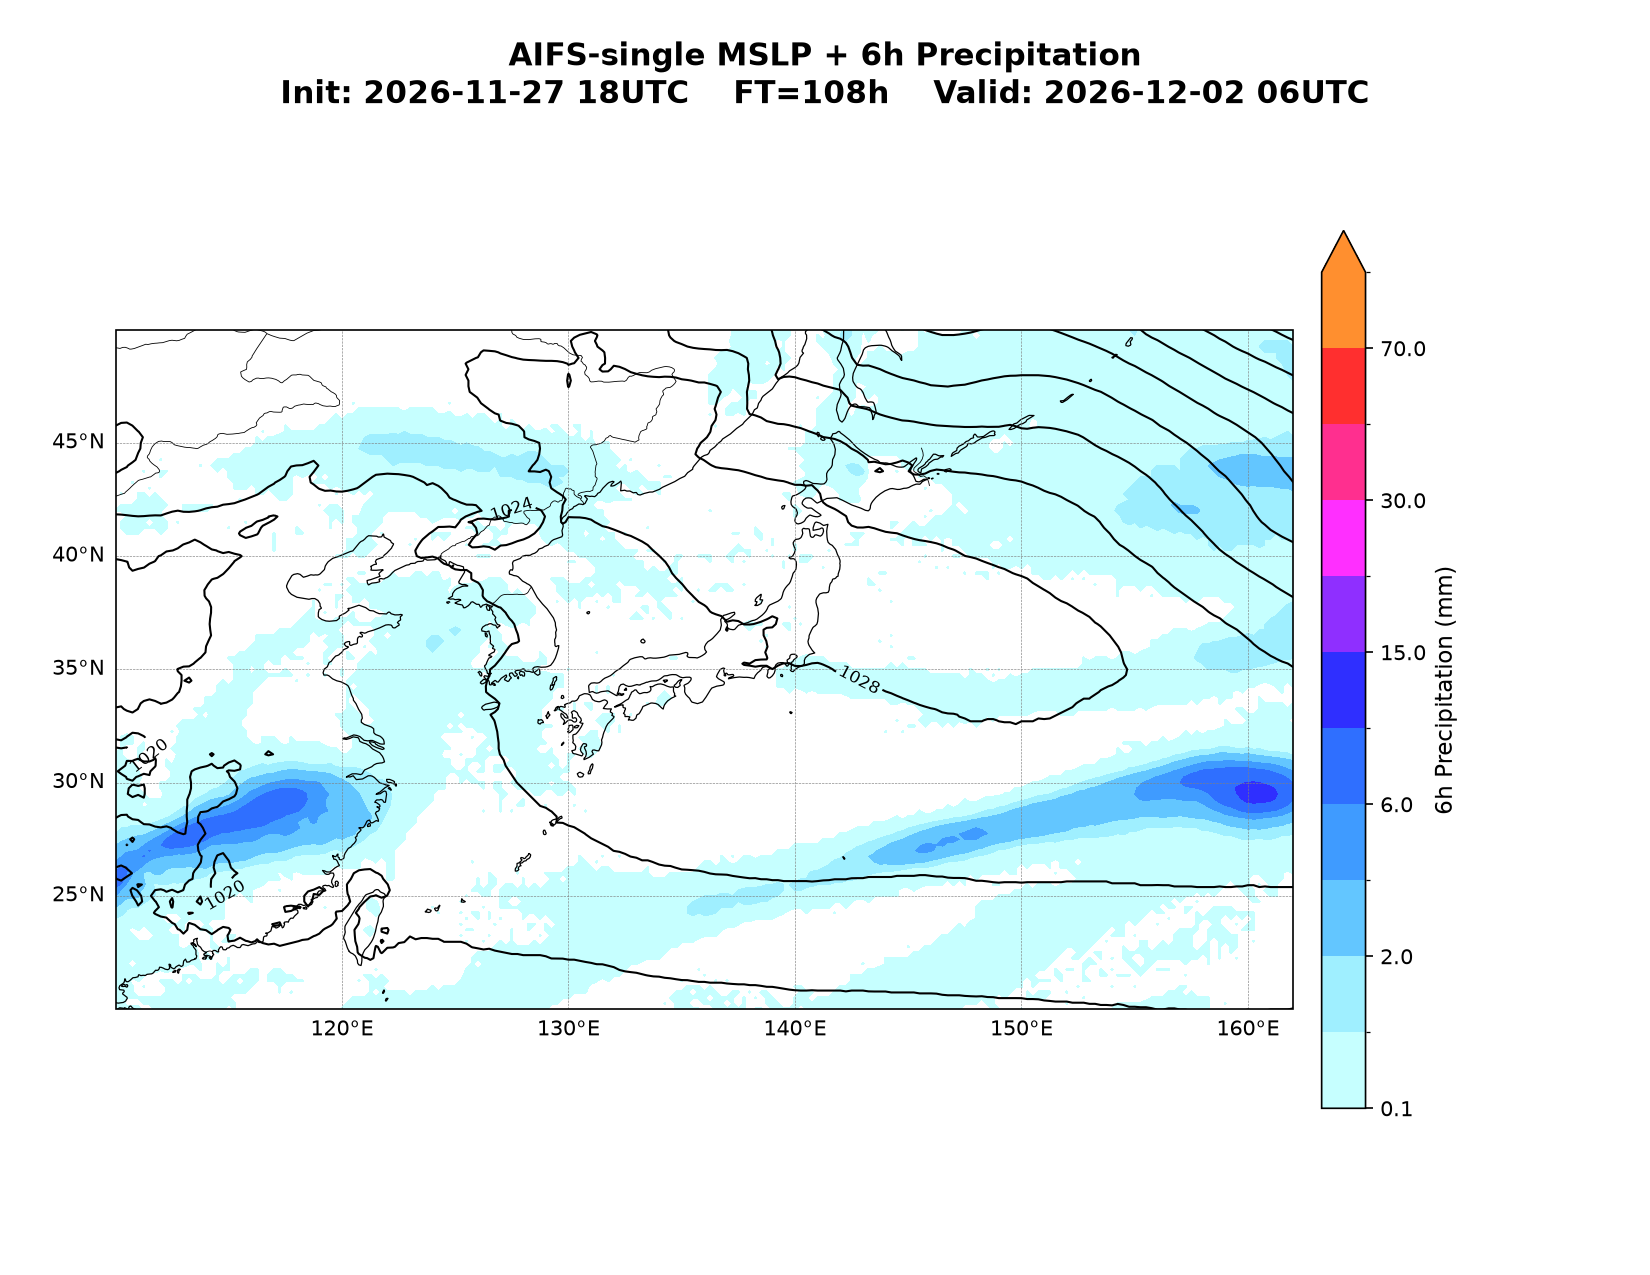 AIFS-single MSLP + 6h Precipitation
Init: 2026-11-27 18UTC    FT=108h    Valid: 2026-12-02 06UTC
45°N
40°N
35°N
30°N
25°N
120°E
130°E
140°E
150°E
160°E
1024
1028
1020
1020
70.0
30.0
15.0
6.0
2.0
0.1
6h Precipitation (mm)